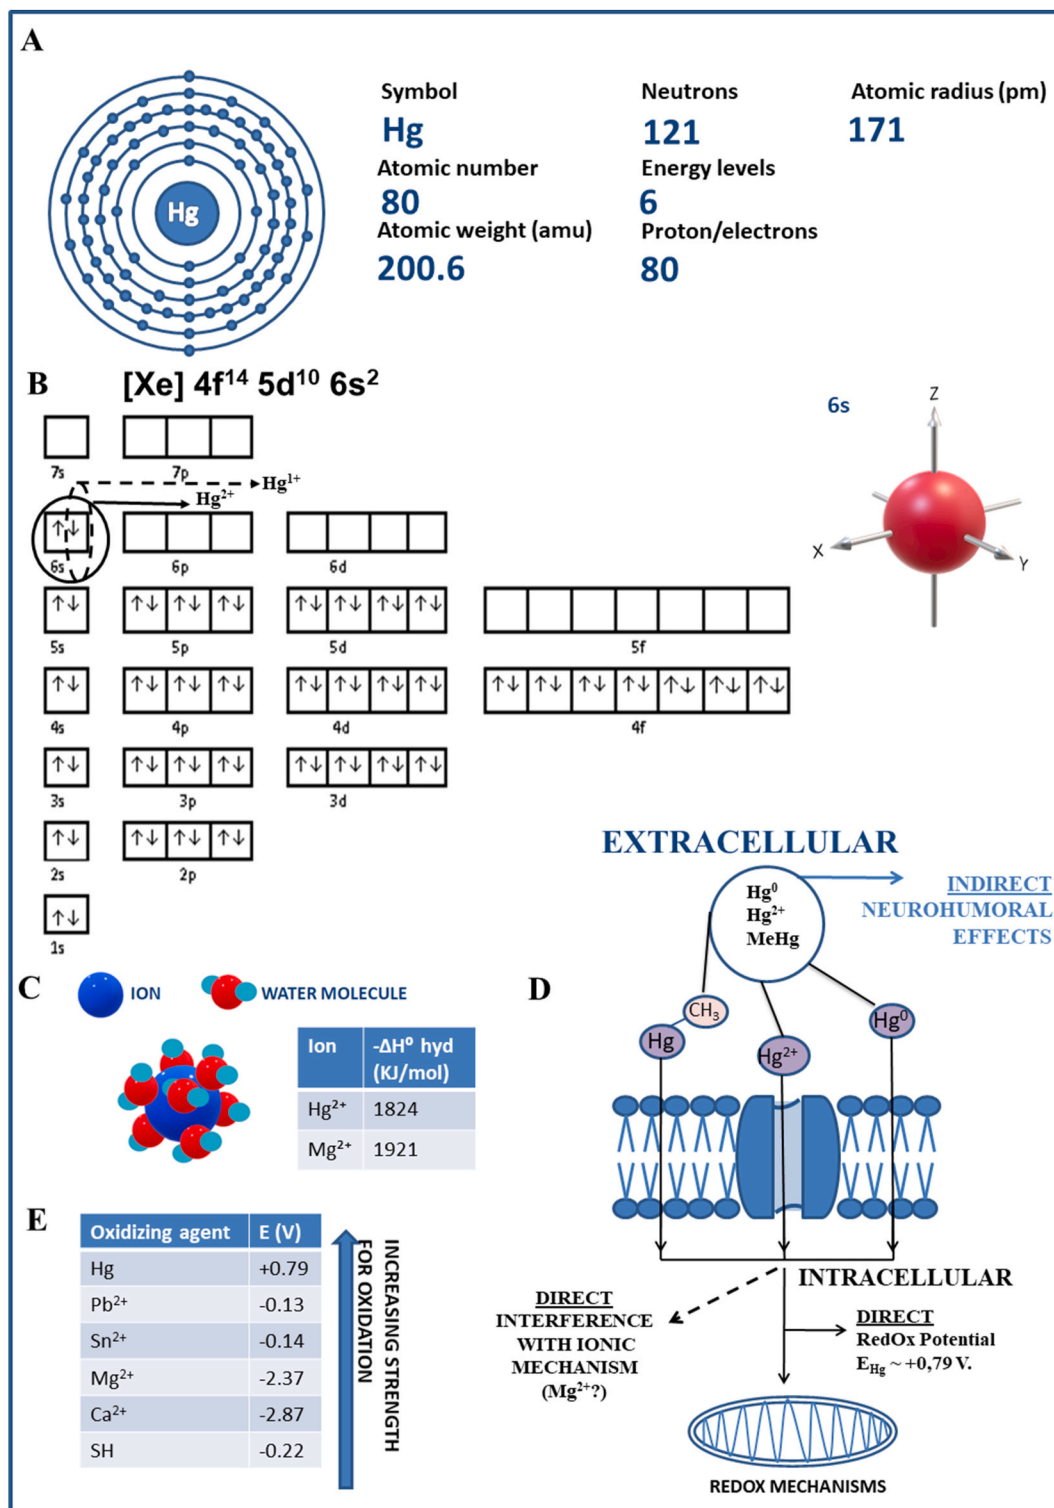 A
Symbol
Hg
Neutrons
121
Atomic radius (pm)
171
Atomic number
80
Energy levels
6
Atomic weight (amu)
200.6
Proton/electrons
80
Hg
B
[Xe] 4f¹⁴ 5d¹⁰ 6s²
7s 7p
Hg¹⁺
Hg²⁺
↑↓
6s 6p 6d
↑↓ ↑↓ ↑↓ ↑↓ ↑↓ ↑↓ ↑↓ ↑↓
5s 5p 5d 5f
↑↓ ↑↓ ↑↓ ↑↓ ↑↓ ↑↓ ↑↓ ↑↓ ↑↓ ↑↓ ↑↓ ↑↓ ↑↓ ↑↓ ↑↓
4s 4p 4d 4f
↑↓ ↑↓ ↑↓ ↑↓ ↑↓ ↑↓ ↑↓ ↑↓
3s 3p 3d
↑↓ ↑↓ ↑↓ ↑↓
2s 2p
↑↓
1s
6s
Z
X
Y
C
ION
WATER MOLECULE
Ion -ΔH⁰ hyd
(KJ/mol)
Hg²⁺ 1824
Mg²⁺ 1921
D
EXTRACELLULAR
Hg⁰
Hg²⁺
MeHg
INDIRECT
NEUROHUMORAL
EFFECTS
CH₃
Hg
Hg²⁺
Hg⁰
INTRACELLULAR
DIRECT
INTERFERENCE
WITH IONIC
MECHANISM
(Mg²⁺?)
DIRECT
RedOx Potential
E_Hg ~ +0,79 V.
REDOX MECHANISMS
E
Oxidizing agent E (V)
Hg +0.79
Pb²⁺ -0.13
Sn²⁺ -0.14
Mg²⁺ -2.37
Ca²⁺ -2.87
SH -0.22
INCREASING STRENGTH
FOR OXIDATION